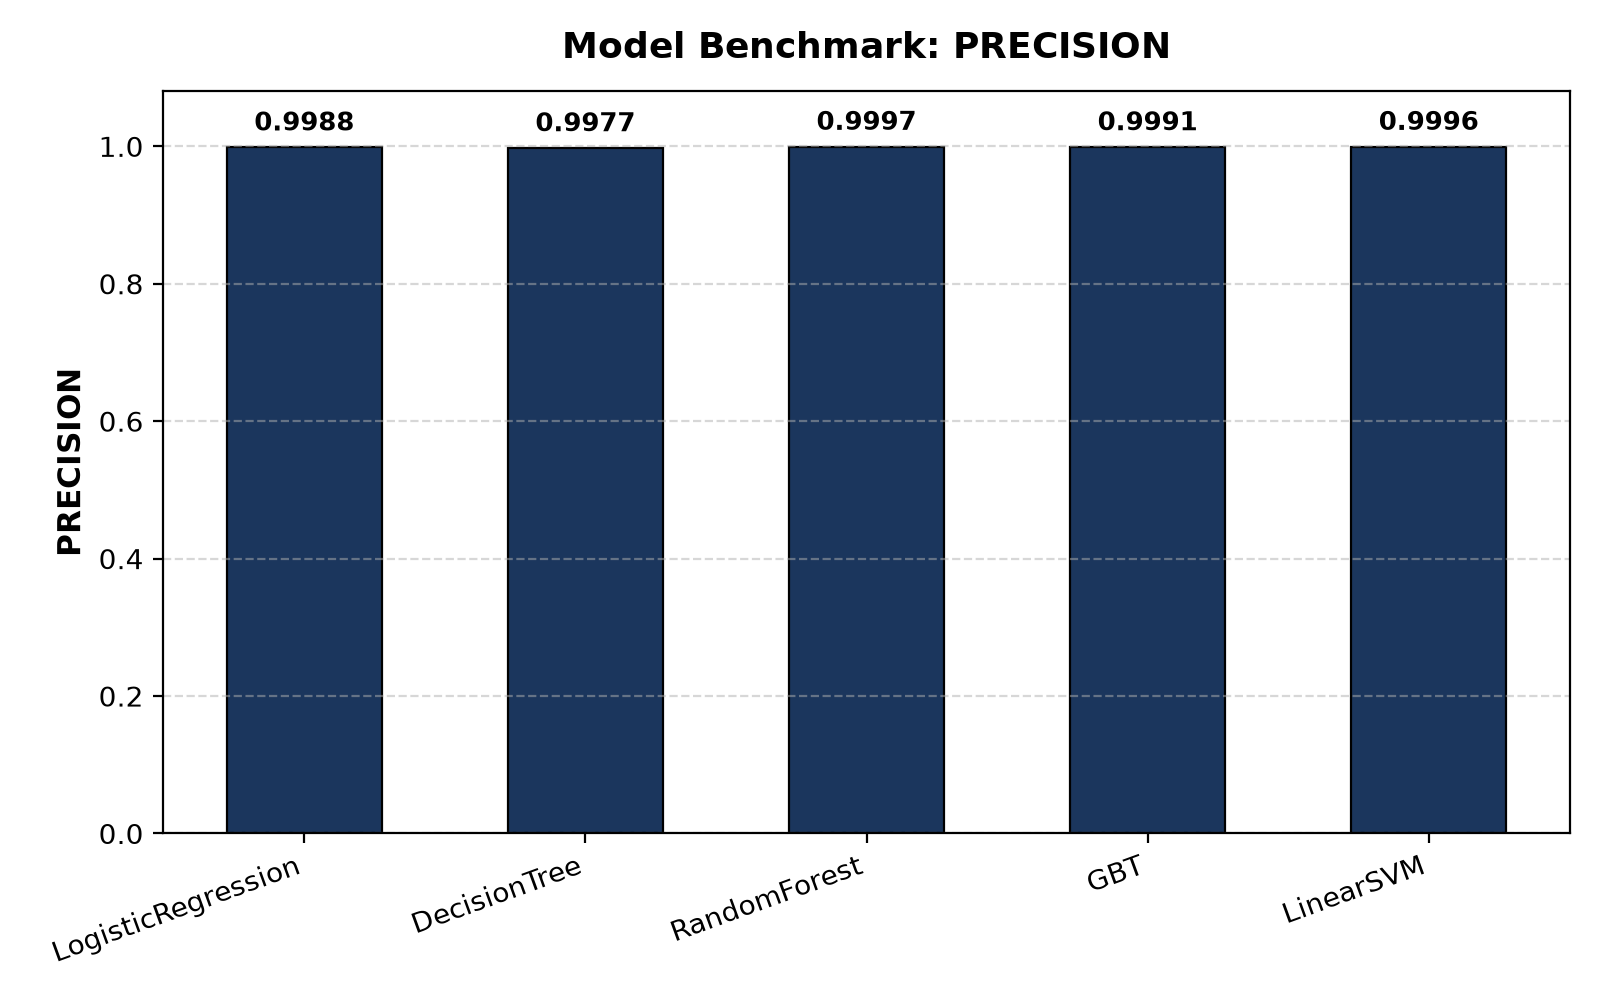 Model Benchmark: PRECISION
0.9988 0.9977 0.9997 0.9991 0.9996
1.0
0.8
0.6
0.4
0.2
0.0
PRECISION
LogisticRegression DecisionTree RandomForest GBT LinearSVM